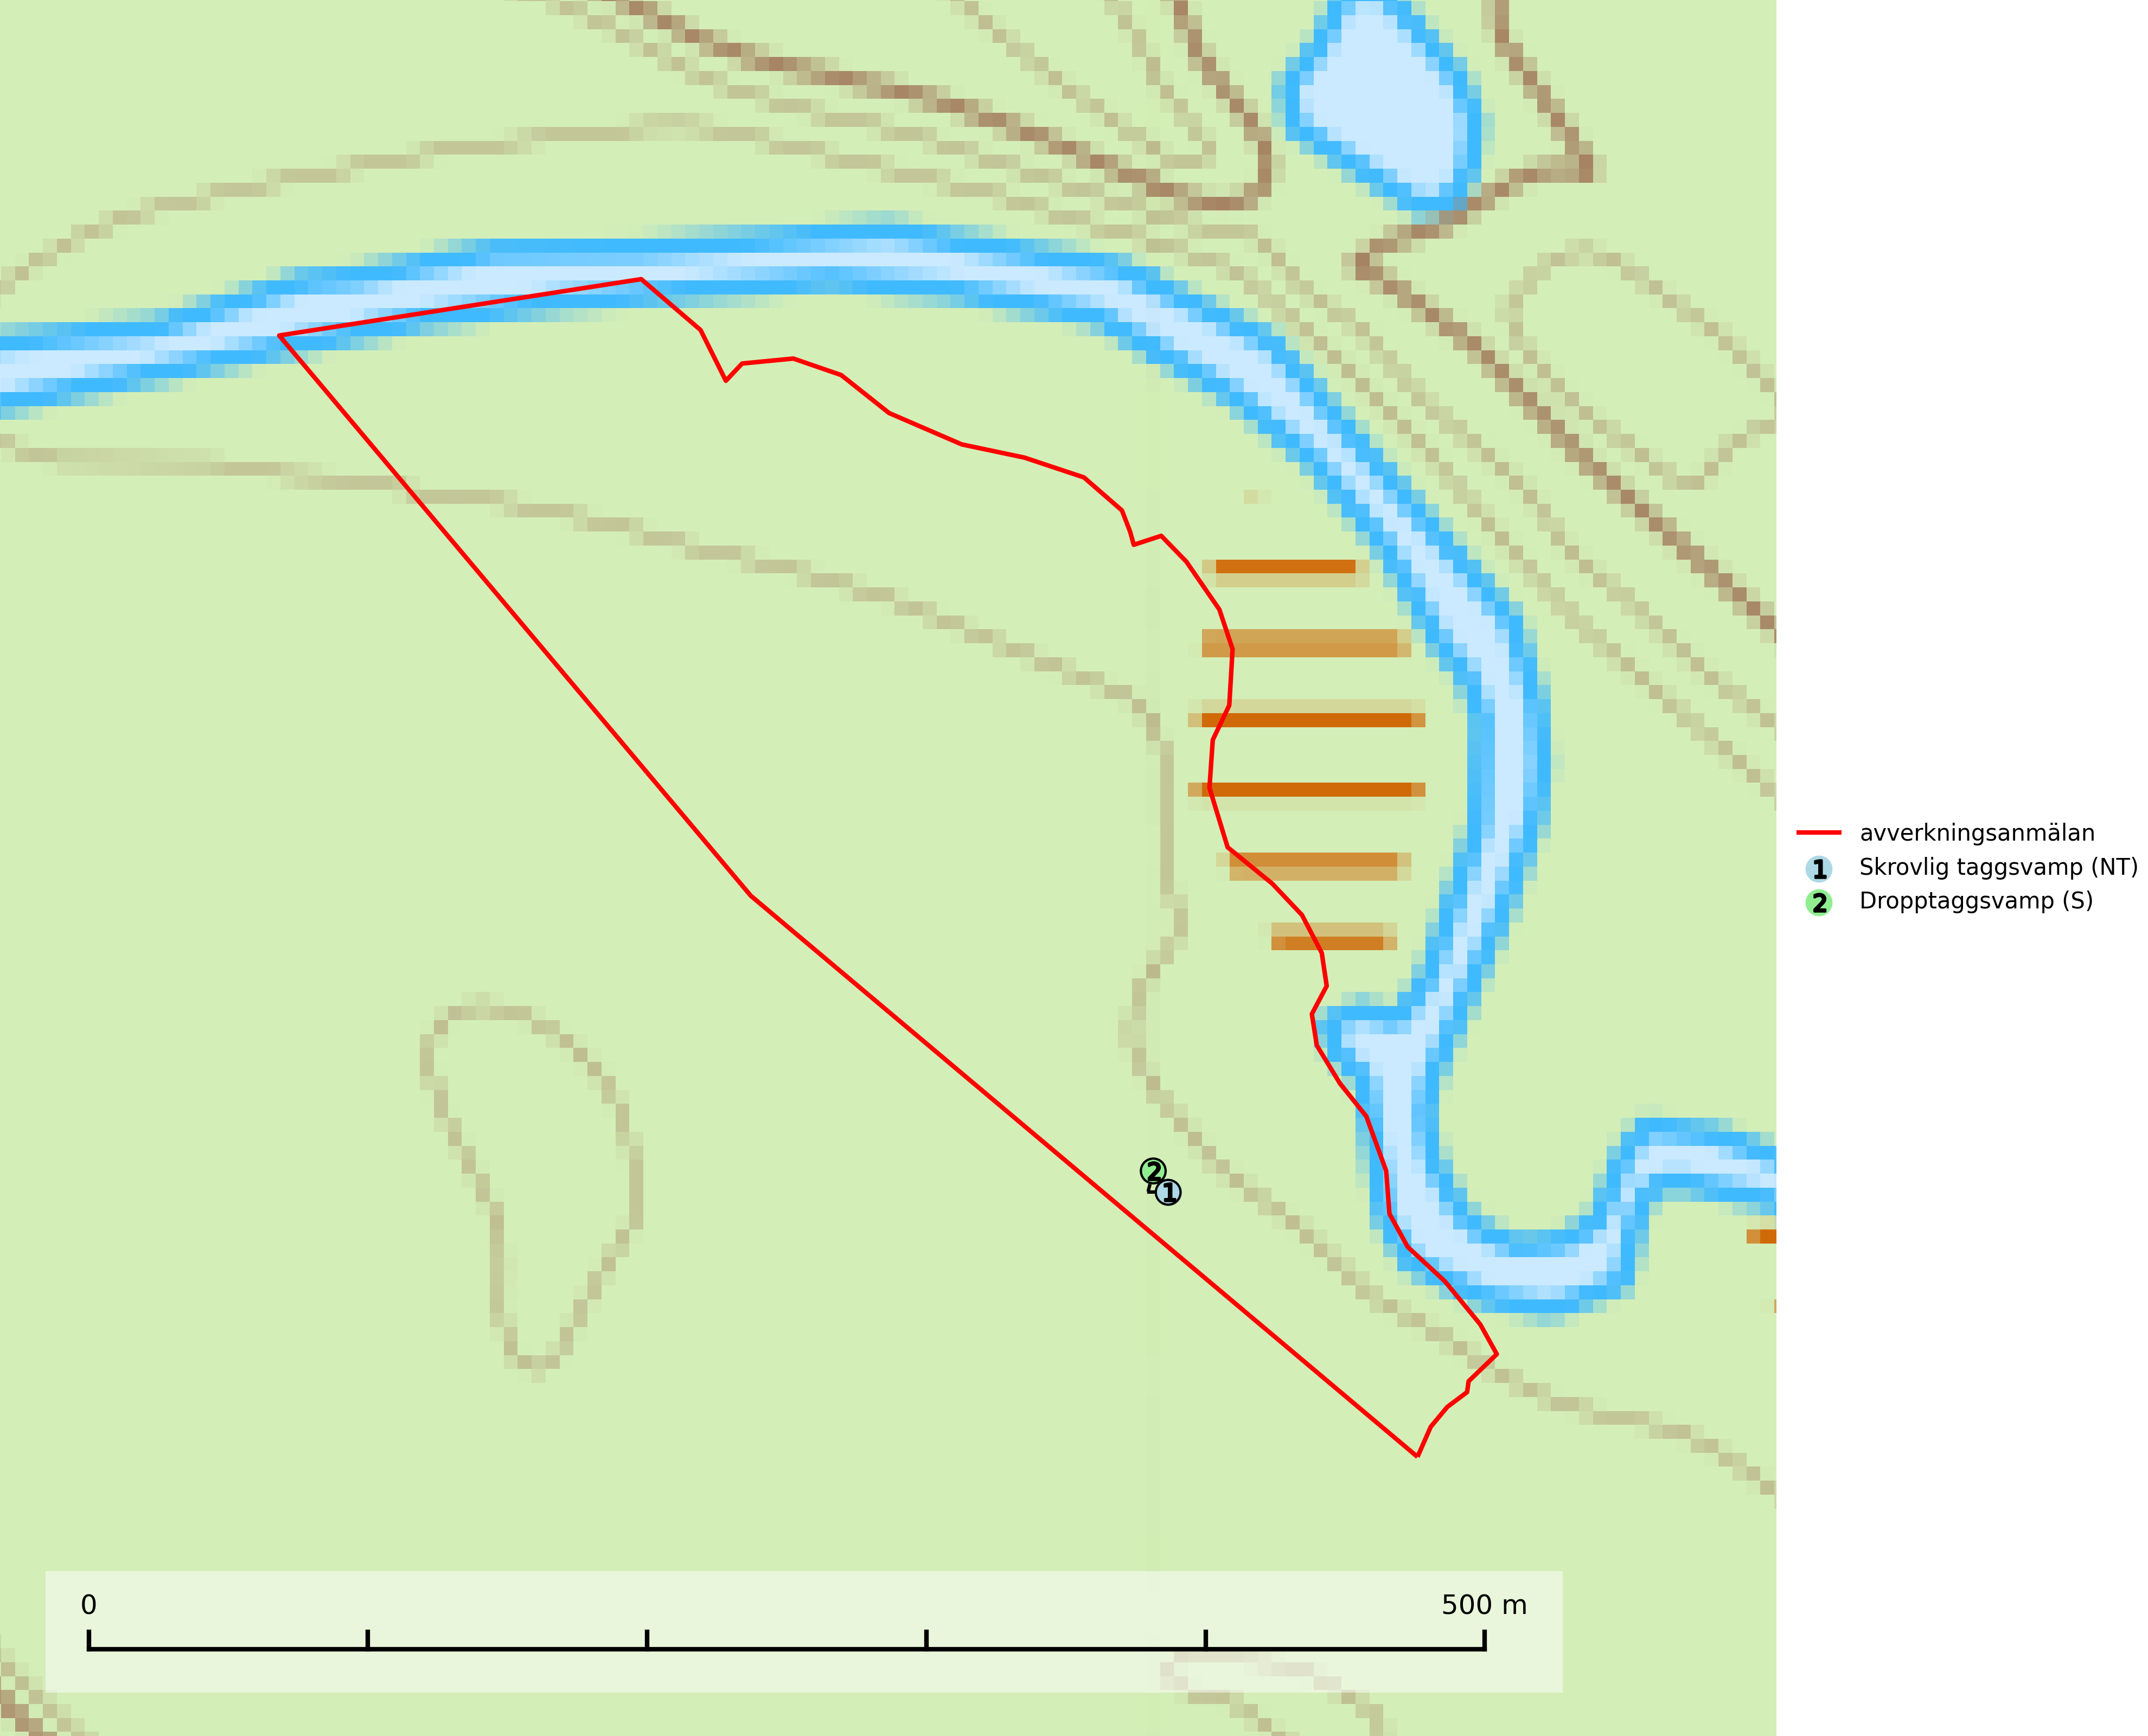 2
1
avverkningsanmälan
1 Skrovlig taggsvamp (NT)
2 Dropptaggsvamp (S)
0 500 m